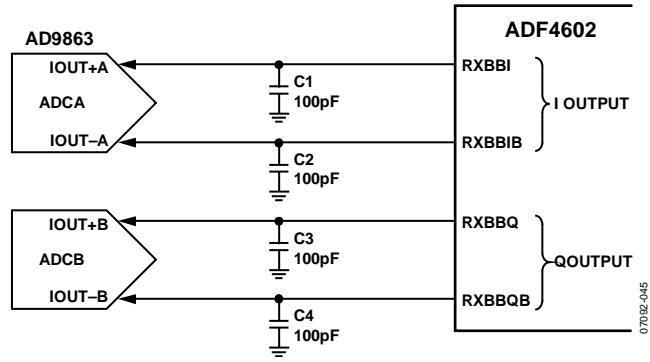 AD9863
ADF4602
IOUT+A
ADCA
IOUT–A
C1
100pF
C2
100pF
RXBBI
RXBBIB
I OUTPUT
IOUT+B
ADCB
IOUT–B
C3
100pF
C4
100pF
RXBBQ
RXBBQB
QOUTPUT
07092-045